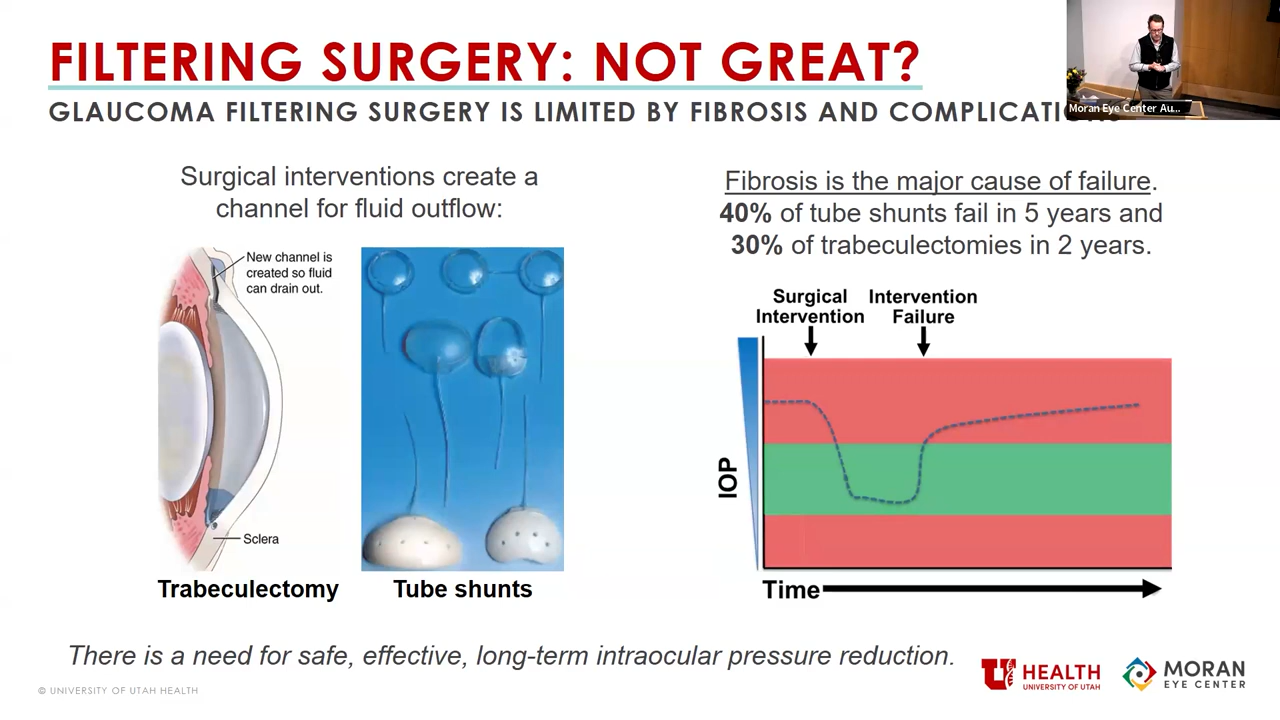 FILTERING SURGERY: NOT GREAT?
GLAUCOMA FILTERING SURGERY IS LIMITED BY FIBROSIS AND COMPLICATIONS
Moran Eye Center Au...
Surgical interventions create a
channel for fluid outflow:
New channel is
created so fluid
can drain out.
Sclera
Trabeculectomy
Tube shunts
Fibrosis is the major cause of failure.
40% of tube shunts fail in 5 years and
30% of trabeculectomies in 2 years.
Surgical
Intervention
Intervention
Failure
IOP
Time
There is a need for safe, effective, long-term intraocular pressure reduction.
© UNIVERSITY OF UTAH HEALTH
U HEALTH
UNIVERSITY OF UTAH
MORAN
EYE CENTER